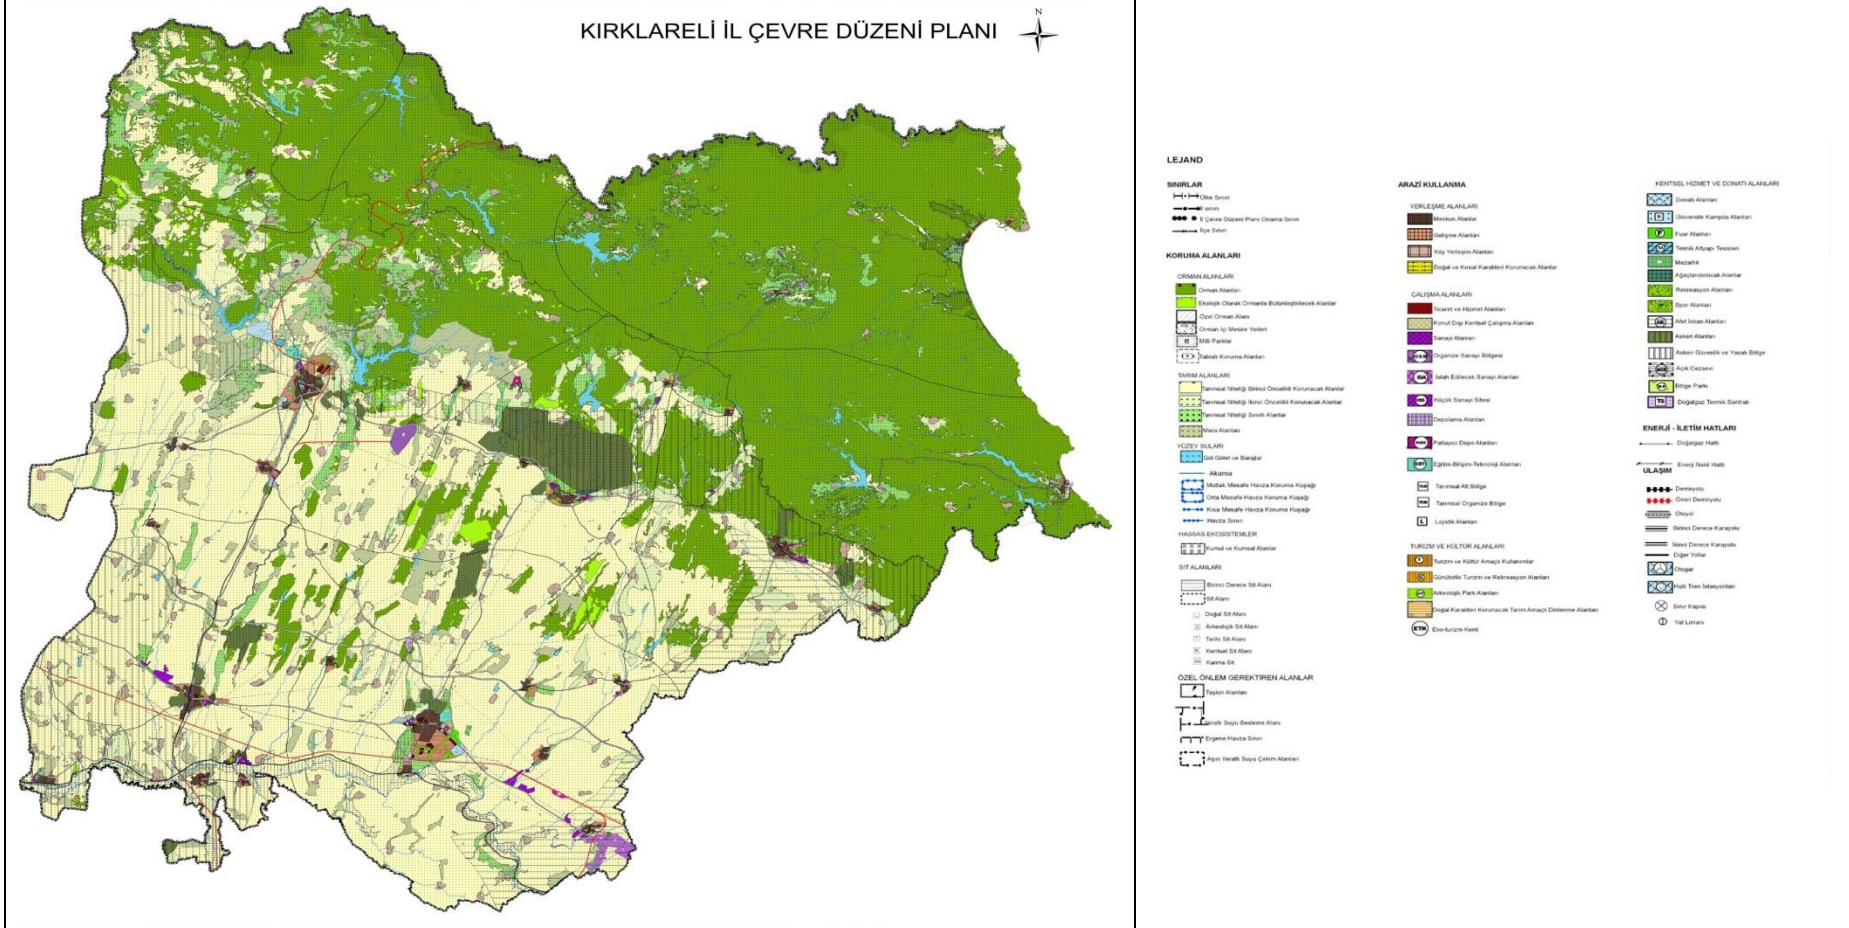 KIRKLARELİ İL ÇEVRE DÜZENİ PLANI
N
LEJAND
SINIRLAR
Ülke Sınırı
İl sınırı
İl Çevre Düzeni Planı Onama Sınırı
İlçe Sınırı
KORUMA ALANLARI
ORMAN ALANLARI
Orman Alanları
Ekolojik Olarak Ormanla Bütünleştirilecek Alanlar
Özel Orman Alanı
Orman İçi Mesire Yerleri
Milli Parklar
Tabiatı Koruma Alanları
TARIM ALANLARI
Tarımsal Niteliği Birinci Öncelikli Korunacak Alanlar
Tarımsal Niteliği İkinci Öncelikli Korunacak Alanlar
Tarımsal Niteliği Sınırlı Alanlar
Mera Alanları
YÜZEY SULARI
Göl Gölet ve Barajlar
Akarsu
Mutlak Mesafe Havza Koruma Kuşağı
Orta Mesafe Havza Koruma Kuşağı
Kısa Mesafe Havza Koruma Kuşağı
Havza Sınırı
HASSAS EKOSİSTEMLER
Kumul ve Kumsal Alanlar
SİT ALANLARI
Birinci Derece Sit Alanı
Sit Alanı
Doğal Sit Alanı
Arkeolojik Sit Alanı
Tarihi Sit Alanı
Kentsel Sit Alanı
Karma Sit
ÖZEL ÖNLEM GEREKTİREN ALANLAR
Taşkın Alanları
Yeraltı Suyu Besleme Alanı
Ergene Havza Sınırı
Aşırı Yeraltı Suyu Çekim Alanları
ARAZİ KULLANMA
YERLEŞME ALANLARI
Meskun Alanlar
Gelişme Alanları
Köy Yerleşim Alanları
Doğal ve Kırsal Karakteri Korunacak Alanlar
ÇALIŞMA ALANLARI
Ticaret ve Hizmet Alanları
Konut Dışı Kentsel Çalışma Alanları
Sanayi Alanları
Organize Sanayi Bölgesi
Islah Edilecek Sanayi Alanları
Küçük Sanayi Sitesi
Depolama Alanları
Patlayıcı Depo Alanları
Eğitim-Bilişim-Teknoloji Alanları
Tarımsal Alt Bölge
Tarımsal Organize Bölge
L Lojistik Alanları
TURİZM VE KÜLTÜR ALANLARI
Turizm ve Kültür Amaçlı Kullanımlar
Günübirlik Turizm ve Rekreasyon Alanları
Arkeolojik Park Alanları
Doğal Karakteri Korunacak Tarım Amaçlı Dinlenme Alanları
ETK Eko-turizm Kenti
KENTSEL HİZMET VE DONATI ALANLARI
Donatı Alanları
Üniversite Kampüs Alanları
Fuar Alanları
Teknik Altyapı Tesisleri
Mezarlık
Ağaçlandırılacak Alanlar
Rekreasyon Alanları
Spor Alanları
Afet İskan Alanları
Askeri Alanlar
Askeri Güvenlik ve Yasak Bölge
Açık Cezaevi
Bölge Parkı
TS Doğalgaz Termik Santrali
ENERJİ - İLETİM HATLARI
Doğalgaz Hattı
Enerji Nakil Hattı
ULAŞIM
Demiryolu
Öneri Demiryolu
Otoyol
Birinci Derece Karayolu
İkinci Derece Karayolu
Diğer Yollar
Otogar
Hızlı Tren İstasyonları
Sınır Kapısı
Yat Limanı